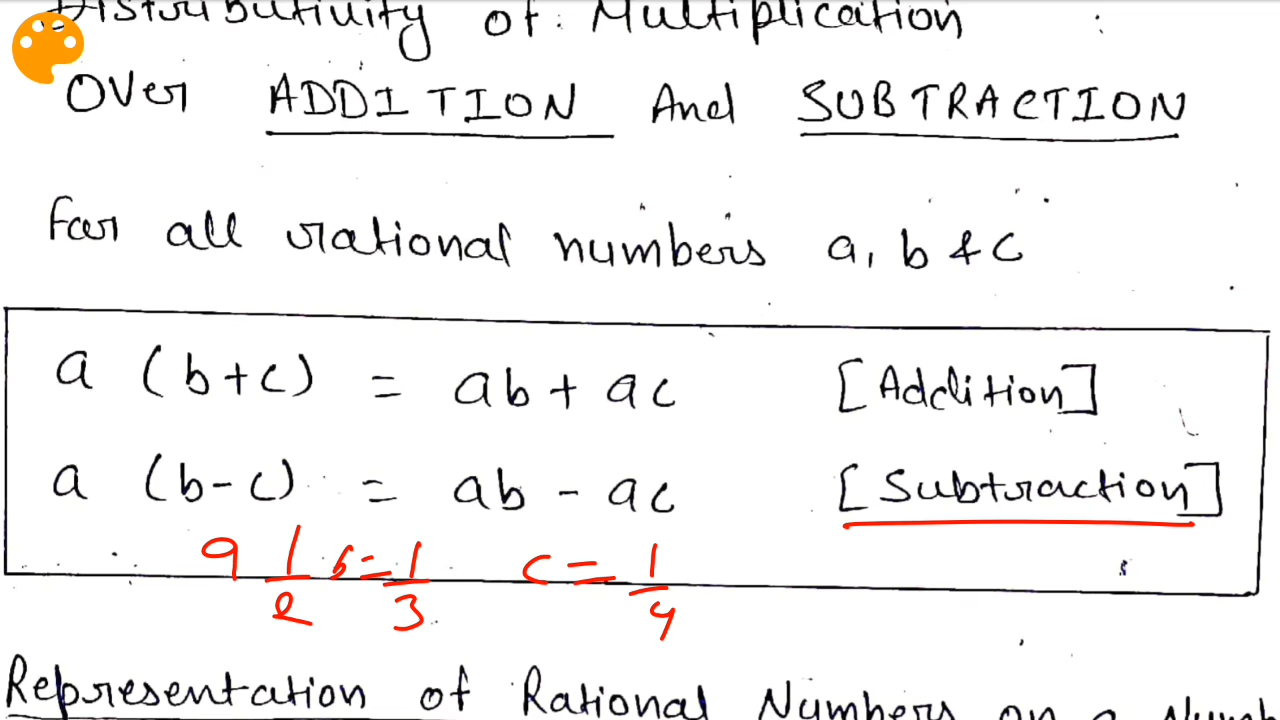 Distributivity of Multiplication :
Over ADDITION And SUBTRACTION
For all rational numbers a, b & c
a (b+c) = ab + ac [Addition]
a (b-c) = ab - ac [Subtraction]
a 1/2 b=1/3 c=1/4
Representation of Rational Numbers on a